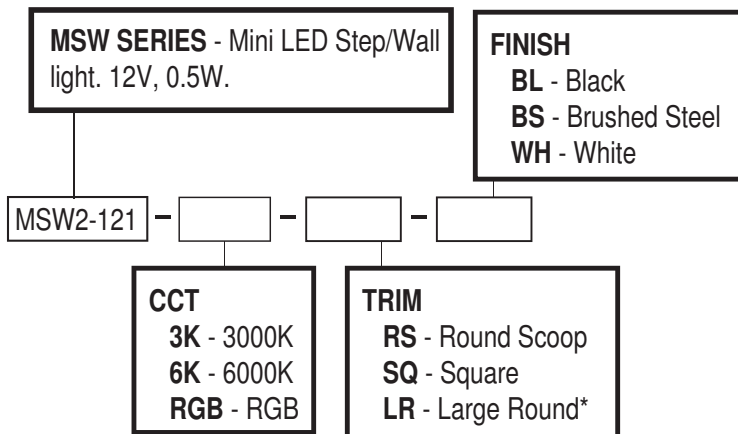 MSW SERIES - Mini LED Step/Wall
light. 12V, 0.5W.
FINISH
BL - Black
BS - Brushed Steel
WH - White
MSW2-121 - - -
CCT
3K - 3000K
6K - 6000K
RGB - RGB
TRIM
RS - Round Scoop
SQ - Square
LR - Large Round*